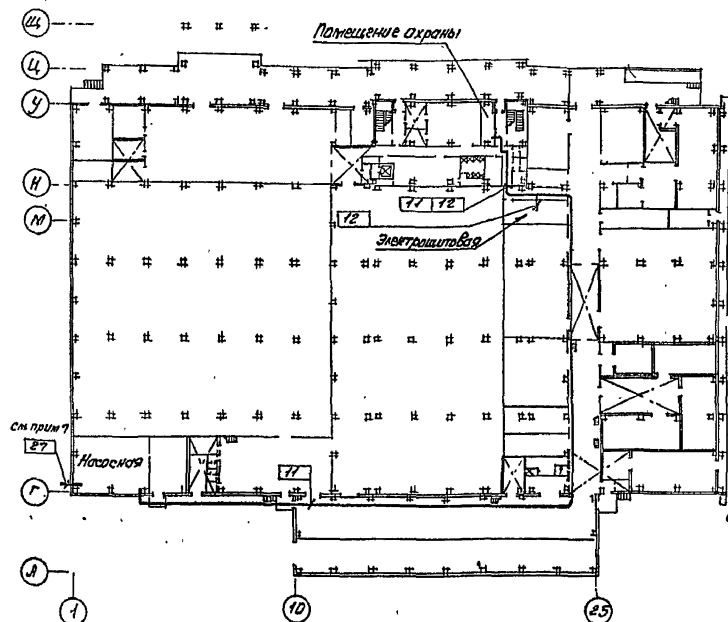 Щ
Ц
Помещение охраны
У
Н
М
11 12
12
Электрощитовая
см прим 7
27
Насосная
11
Г
А
1
10
25